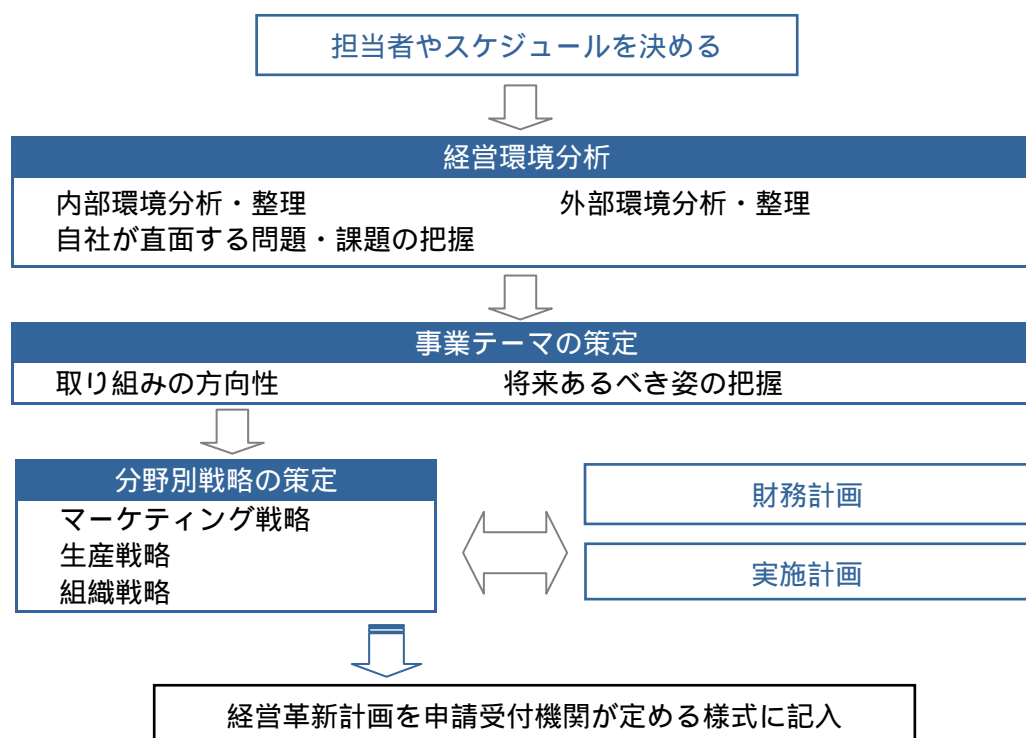 担当者やスケジュールを決める
経営環境分析
内部環境分析・整理 外部環境分析・整理
自社が直面する問題・課題の把握
事業テーマの策定
取り組みの方向性 将来あるべき姿の把握
分野別戦略の策定
マーケティング戦略
生産戦略
組織戦略
財務計画
実施計画
経営革新計画を申請受付機関が定める様式に記入